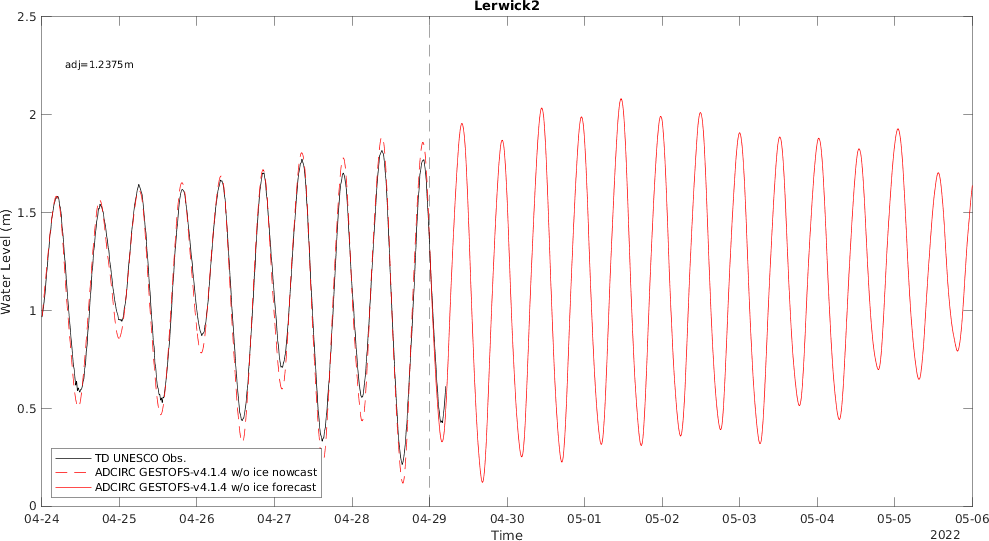 Lerwick2
2.5
2
1.5
1
0.5
0
Water Level (m)
adj=1.2375m
TD UNESCO Obs.
ADCIRC GESTOFS-v4.1.4 w/o ice nowcast
ADCIRC GESTOFS-v4.1.4 w/o ice forecast
04-24 04-25 04-26 04-27 04-28 04-29 04-30 05-01 05-02 05-03 05-04 05-05 05-06
Time
2022